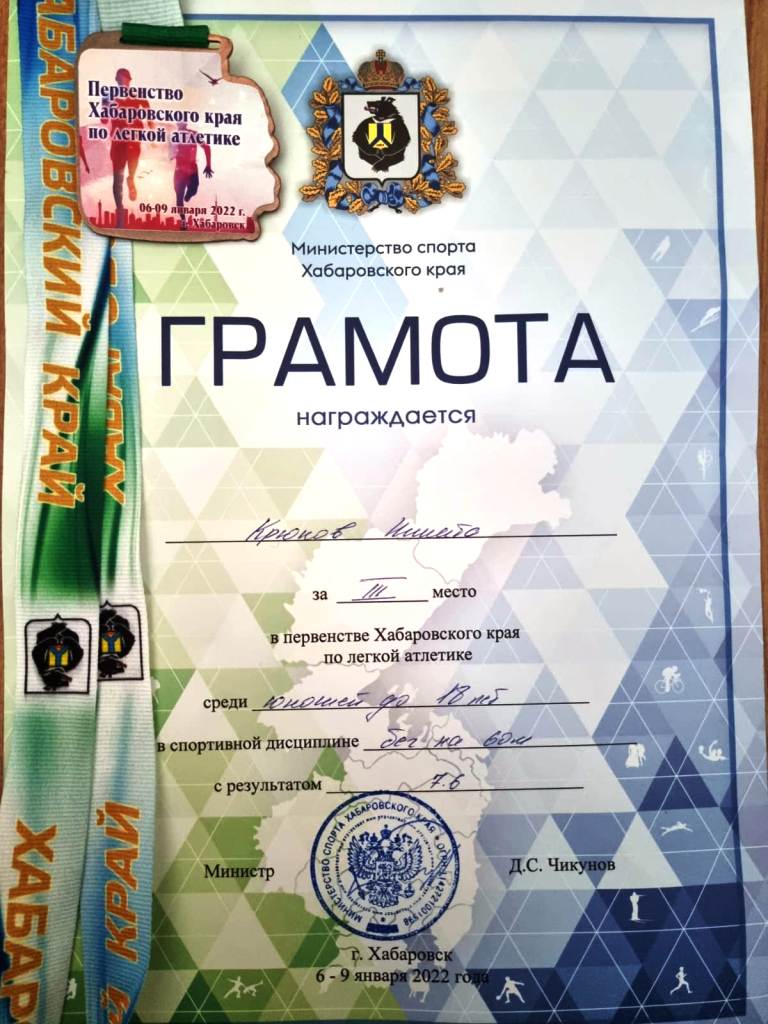 Первенство
Хабаровского края
по легкой атлетике
06-09 января 2022 г.
г. Хабаровск
АБАРОВСКИЙ КРАЙ
Министерство спорта
Хабаровского края
ГРАМОТА
награждается
Крюков Никита
за III место
в первенстве Хабаровского края
по легкой атлетике
среди юношей до 18 лет
в спортивной дисциплине бег на 60м
с результатом 7.6
МИНИСТЕРСТВО СПОРТА ХАБАРОВСКОГО КРАЯ
Министр
Д.С. Чикунов
г. Хабаровск
6 - 9 января 2022 года
ХАБАР
Й КРАЙ